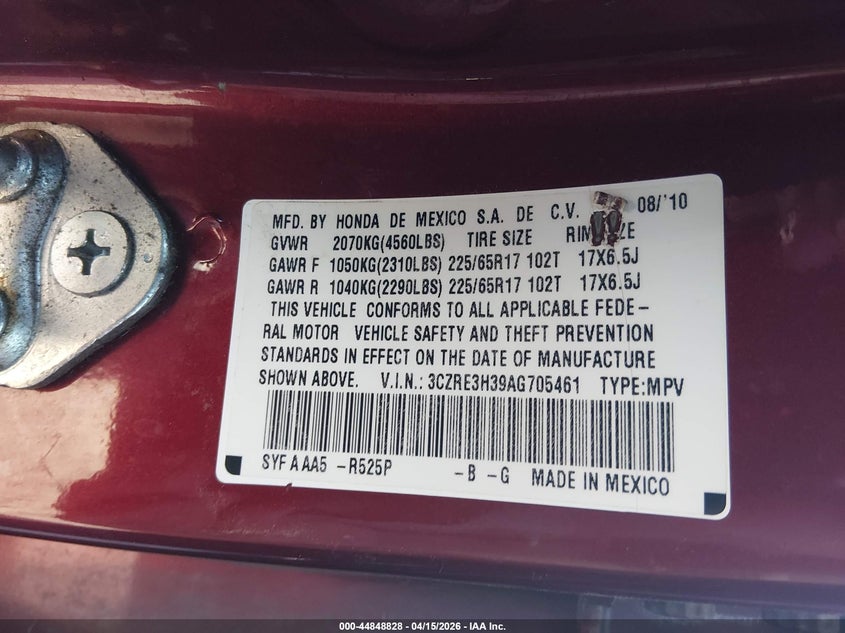 MFD. BY HONDA DE MEXICO S.A. DE C.V. 08/'10
GVWR 2070KG(4560LBS) TIRE SIZE RIM SIZE
GAWR F 1050KG(2310LBS) 225/65R17 102T 17X6.5J
GAWR R 1040KG(2290LBS) 225/65R17 102T 17X6.5J
THIS VEHICLE CONFORMS TO ALL APPLICABLE FEDE-
RAL MOTOR VEHICLE SAFETY AND THEFT PREVENTION
STANDARDS IN EFFECT ON THE DATE OF MANUFACTURE
SHOWN ABOVE. V.I.N.: 3CZRE3H39AG705461 TYPE:MPV
SYF A AA5 -R525P -B -G MADE IN MEXICO
000-44848828 - 04/15/2026 - IAA Inc.